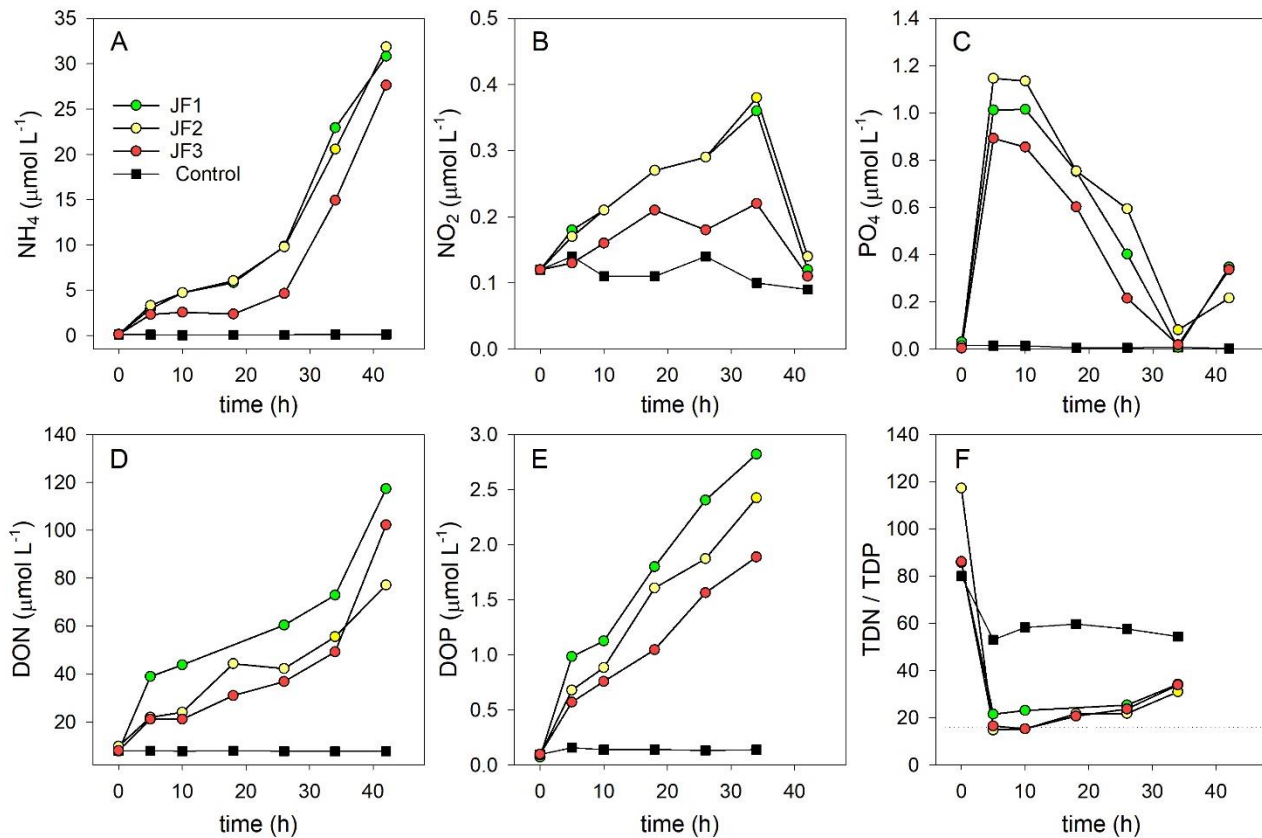 A
NH₄ (μmol L⁻¹)
35
30
25
20
15
10
5
0
JF1
JF2
JF3
Control
0 10 20 30 40
time (h)
B
NO₂ (μmol L⁻¹)
0.5
0.4
0.3
0.2
0.1
0.0
0 10 20 30 40
time (h)
C
PO₄ (μmol L⁻¹)
1.4
1.2
1.0
0.8
0.6
0.4
0.2
0.0
0 10 20 30 40
time (h)
D
DON (μmol L⁻¹)
140
120
100
80
60
40
20
0 10 20 30 40
time (h)
E
DOP (μmol L⁻¹)
3.0
2.5
2.0
1.5
1.0
0.5
0.0
0 10 20 30 40
time (h)
F
TDN / TDP
140
120
100
80
60
40
20
0
0 10 20 30 40
time (h)